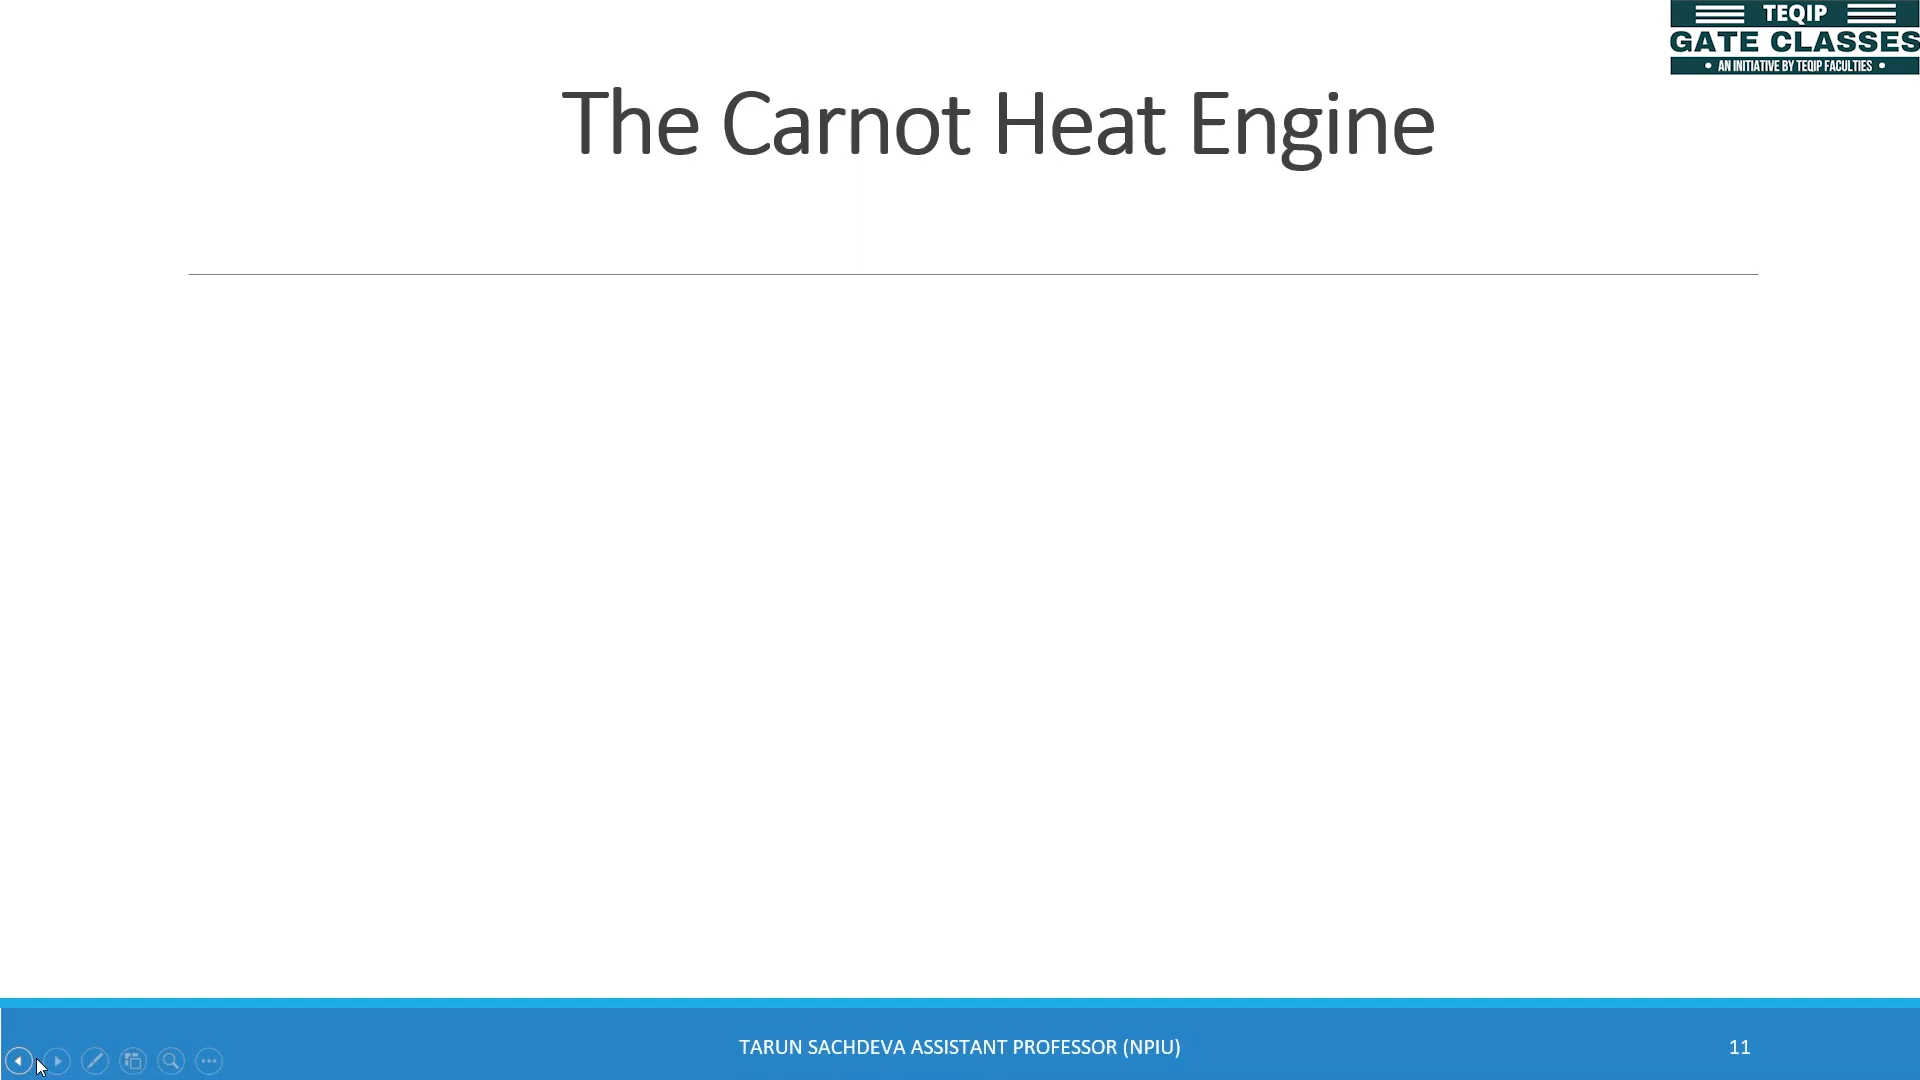 TEQIP
GATE CLASSES
• AN INITIATIVE BY TEQIP FACULTIES •
The Carnot Heat Engine
TARUN SACHDEVA ASSISTANT PROFESSOR (NPIU)
11